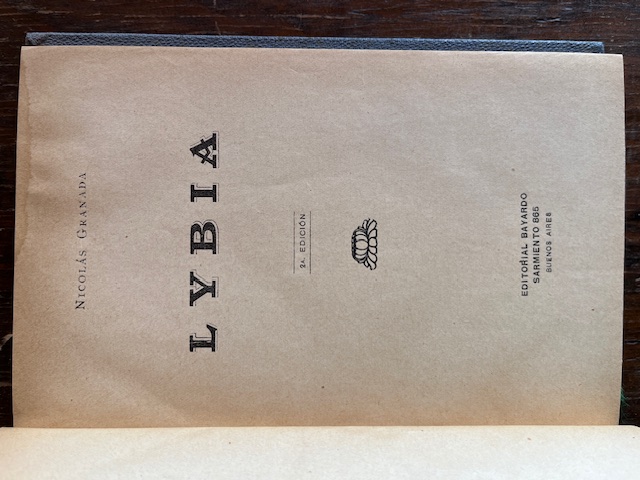 NICOLÁS GRANADA
LYBIA
2A. EDICIÓN
EDITORIAL BAYARDO
SARMIENTO 865
BUENOS AIRES